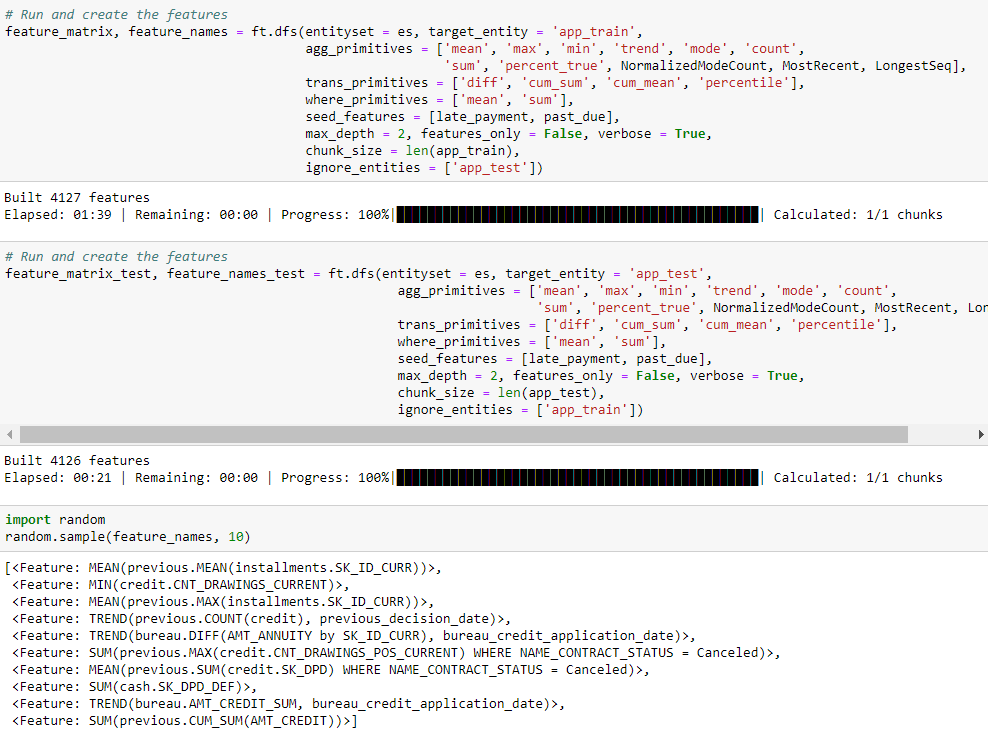 # Run and create the features
feature_matrix, feature_names = ft.dfs(entityset = es, target_entity = 'app_train',
agg_primitives = ['mean', 'max', 'min', 'trend', 'mode', 'count',
'sum', 'percent_true', NormalizedModeCount, MostRecent, LongestSeq],
trans_primitives = ['diff', 'cum_sum', 'cum_mean', 'percentile'],
where_primitives = ['mean', 'sum'],
seed_features = [late_payment, past_due],
max_depth = 2, features_only = False, verbose = True,
chunk_size = len(app_train),
ignore_entities = ['app_test'])
Built 4127 features
Elapsed: 01:39 | Remaining: 00:00 | Progress: 100%| | Calculated: 1/1 chunks
# Run and create the features
feature_matrix_test, feature_names_test = ft.dfs(entityset = es, target_entity = 'app_test',
agg_primitives = ['mean', 'max', 'min', 'trend', 'mode', 'count',
'sum', 'percent_true', NormalizedModeCount, MostRecent, Lon
trans_primitives = ['diff', 'cum_sum', 'cum_mean', 'percentile'],
where_primitives = ['mean', 'sum'],
seed_features = [late_payment, past_due],
max_depth = 2, features_only = False, verbose = True,
chunk_size = len(app_test),
ignore_entities = ['app_train'])
Built 4126 features
Elapsed: 00:21 | Remaining: 00:00 | Progress: 100%| | Calculated: 1/1 chunks
import random
random.sample(feature_names, 10)
[<Feature: MEAN(previous.MEAN(installments.SK_ID_CURR))>,
<Feature: MIN(credit.CNT_DRAWINGS_CURRENT)>,
<Feature: MEAN(previous.MAX(installments.SK_ID_CURR))>,
<Feature: TREND(previous.COUNT(credit), previous_decision_date)>,
<Feature: TREND(bureau.DIFF(AMT_ANNUITY by SK_ID_CURR), bureau_credit_application_date)>,
<Feature: SUM(previous.MAX(credit.CNT_DRAWINGS_POS_CURRENT) WHERE NAME_CONTRACT_STATUS = Canceled)>,
<Feature: MEAN(previous.SUM(credit.SK_DPD) WHERE NAME_CONTRACT_STATUS = Canceled)>,
<Feature: SUM(cash.SK_DPD_DEF)>,
<Feature: TREND(bureau.AMT_CREDIT_SUM, bureau_credit_application_date)>,
<Feature: SUM(previous.CUM_SUM(AMT_CREDIT))>]